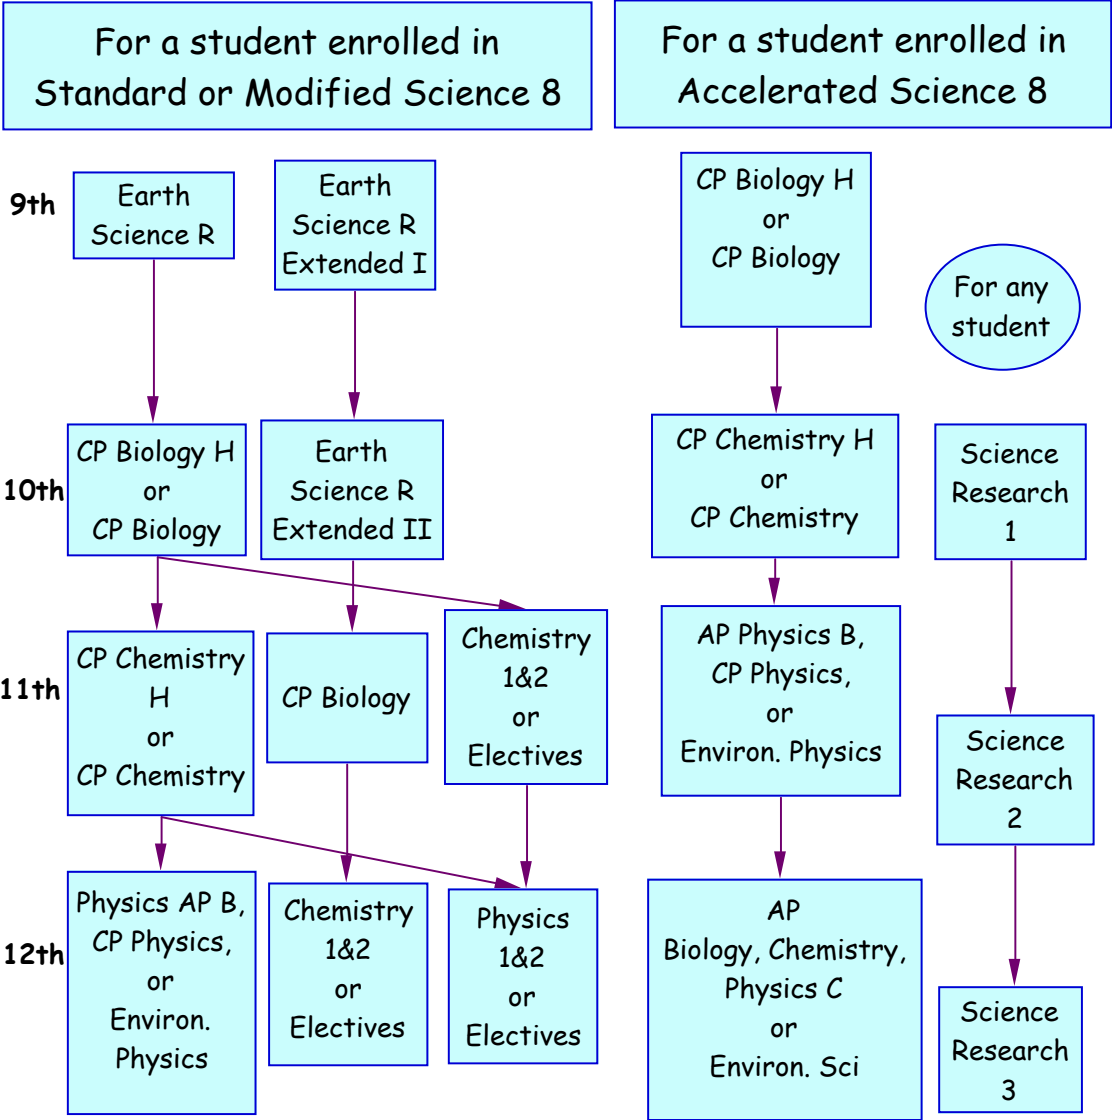 For a student enrolled in
Standard or Modified Science 8
For a student enrolled in
Accelerated Science 8
9th
Earth
Science R
Earth
Science R
Extended I
CP Biology H
or
CP Biology
For any
student
10th
CP Biology H
or
CP Biology
Earth
Science R
Extended II
CP Chemistry H
or
CP Chemistry
Science
Research
1
11th
CP Chemistry
H
or
CP Chemistry
CP Biology
Chemistry
1&2
or
Electives
AP Physics B,
CP Physics,
or
Environ. Physics
Science
Research
2
12th
Physics AP B,
CP Physics,
or
Environ.
Physics
Chemistry
1&2
or
Electives
Physics
1&2
or
Electives
AP
Biology, Chemistry,
Physics C
or
Environ. Sci
Science
Research
3